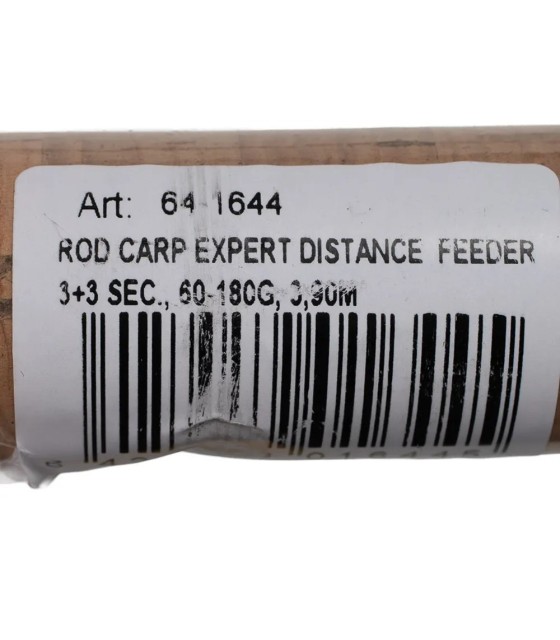 Art: 64 1644
ROD CARP EXPERT DISTANCE FEEDER
3+3 SEC., 60-180G, 3,90M